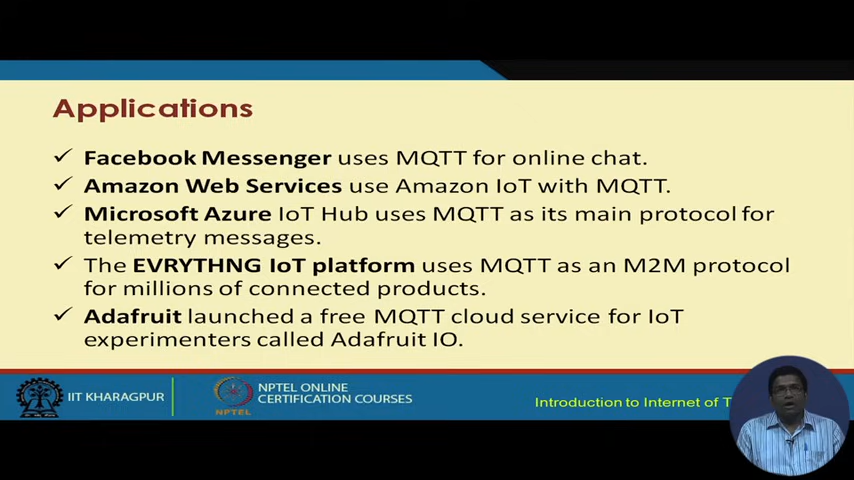 Applications
✓ Facebook Messenger uses MQTT for online chat.
✓ Amazon Web Services use Amazon IoT with MQTT.
✓ Microsoft Azure IoT Hub uses MQTT as its main protocol for
telemetry messages.
✓ The EVRYTHNG IoT platform uses MQTT as an M2M protocol
for millions of connected products.
✓ Adafruit launched a free MQTT cloud service for IoT
experimenters called Adafruit IO.
IIT KHARAGPUR
NPTEL
NPTEL ONLINE
CERTIFICATION COURSES
Introduction to Internet of